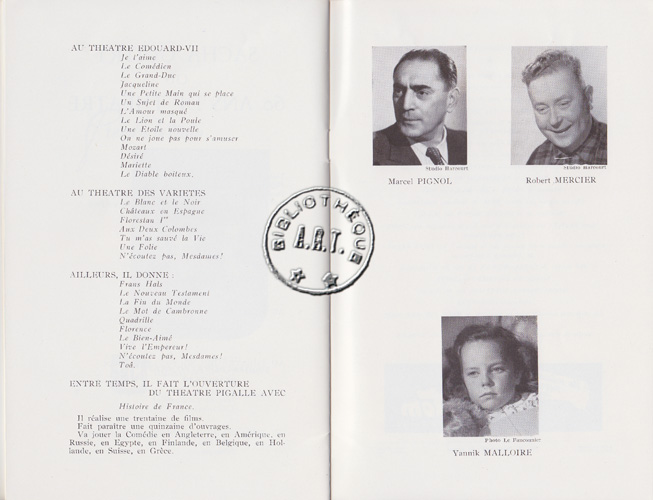 AU THEATRE EDOUARD-VII
Je l'aime
Le Comédien
Le Grand-Duc
Jacqueline
Une Petite Main qui se place
Un Sujet de Roman
L'Amour masqué
Le Lion et la Poule
Une Etoile nouvelle
On ne joue pas pour s'amuser
Mozart
Désiré
Mariette
Le Diable boiteux.
AU THEATRE DES VARIETES
Le Blanc et le Noir
Châteaux en Espagne
Florestan Iᵉʳ
Aux Deux Colombes
Tu m'as sauvé la Vie
Une Folie
N'écoutez pas, Mesdames!
AILLEURS, IL DONNE :
Frans Hals
Le Nouveau Testament
La Fin du Monde
Le Mot de Cambronne
Quadrille
Florence
Le Bien-Aimé
Vive l'Empereur!
N'écoutez pas, Mesdames!
Toâ.
ENTRE TEMPS, IL FAIT L'OUVERTURE
DU THEATRE PIGALLE AVEC
Histoire de France.
Il réalise une trentaine de films.
Fait paraître une quinzaine d'ouvrages.
Va jouer la Comédie en Angleterre, en Amérique, en
Russie, en Egypte, en Finlande, en Belgique, en Hol-
lande, en Suisse, en Grèce.
BIBLIOTHÈQUE
A.R.T.
Studio Harcourt
Marcel PIGNOL
Studio Harcourt
Robert MERCIER
Photo Le Pauconnier
Yannik MALLOIRE